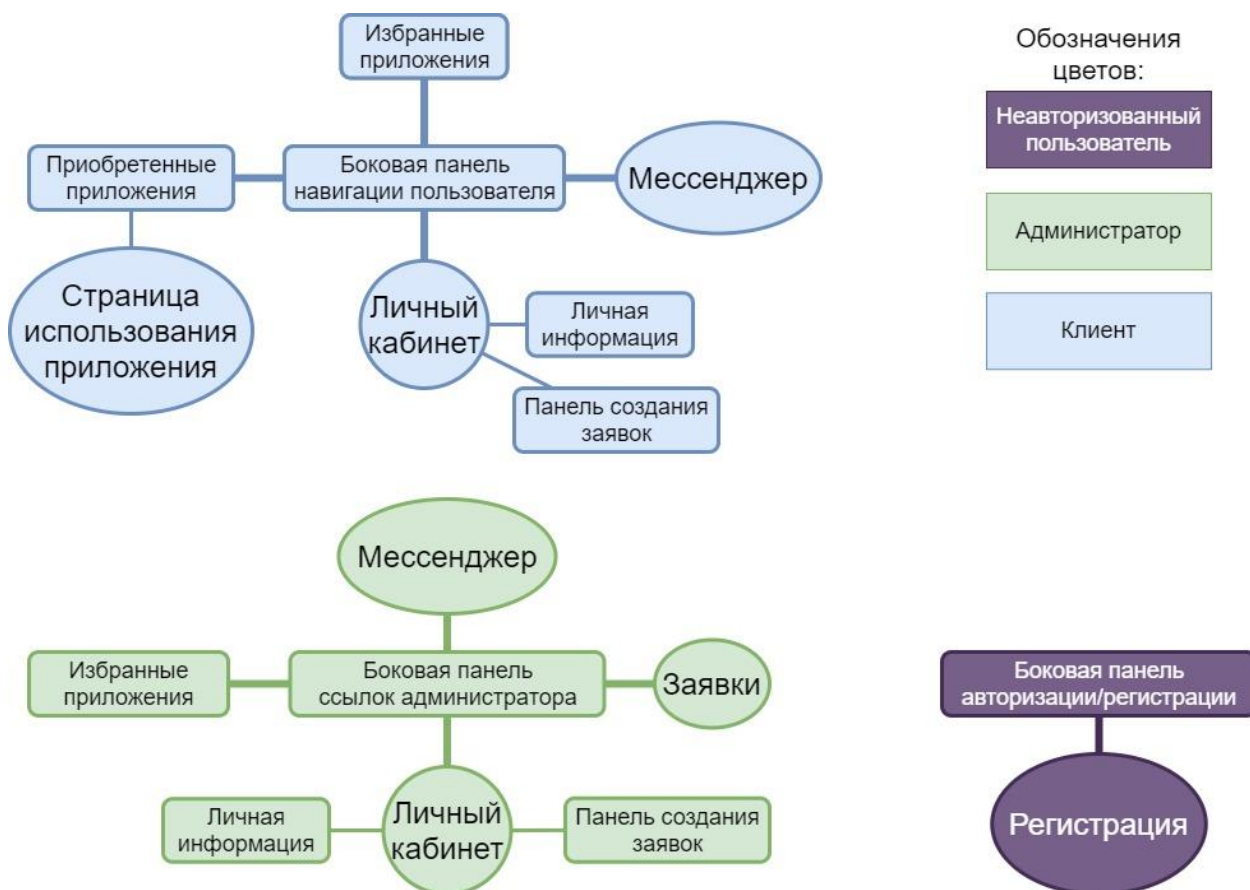 Избранные
приложения
Приобретенные
приложения
Боковая панель
навигации пользователя
Мессенджер
Страница
использования
приложения
Личный
кабинет
Личная
информация
Панель создания
заявок
Обозначения
цветов:
Неавторизованный
пользователь
Администратор
Клиент
Мессенджер
Избранные
приложения
Боковая панель
ссылок администратора
Заявки
Личная
информация
Личный
кабинет
Панель создания
заявок
Боковая панель
авторизации/регистрации
Регистрация